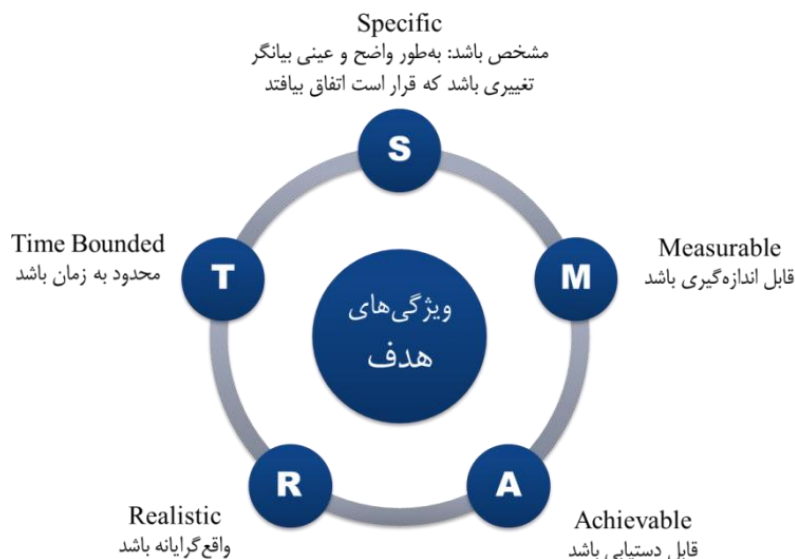 Specific
مشخص باشد: به‌طور واضح و عینی بیانگر
تغییری باشد که قرار است اتفاق بیافتد
S
Measurable
قابل اندازه‌گیری باشد
M
Achievable
قابل دستیابی باشد
A
Realistic
واقع‌گرایانه باشد
R
Time Bounded
محدود به زمان باشد
T
ویژگی‌های
هدف